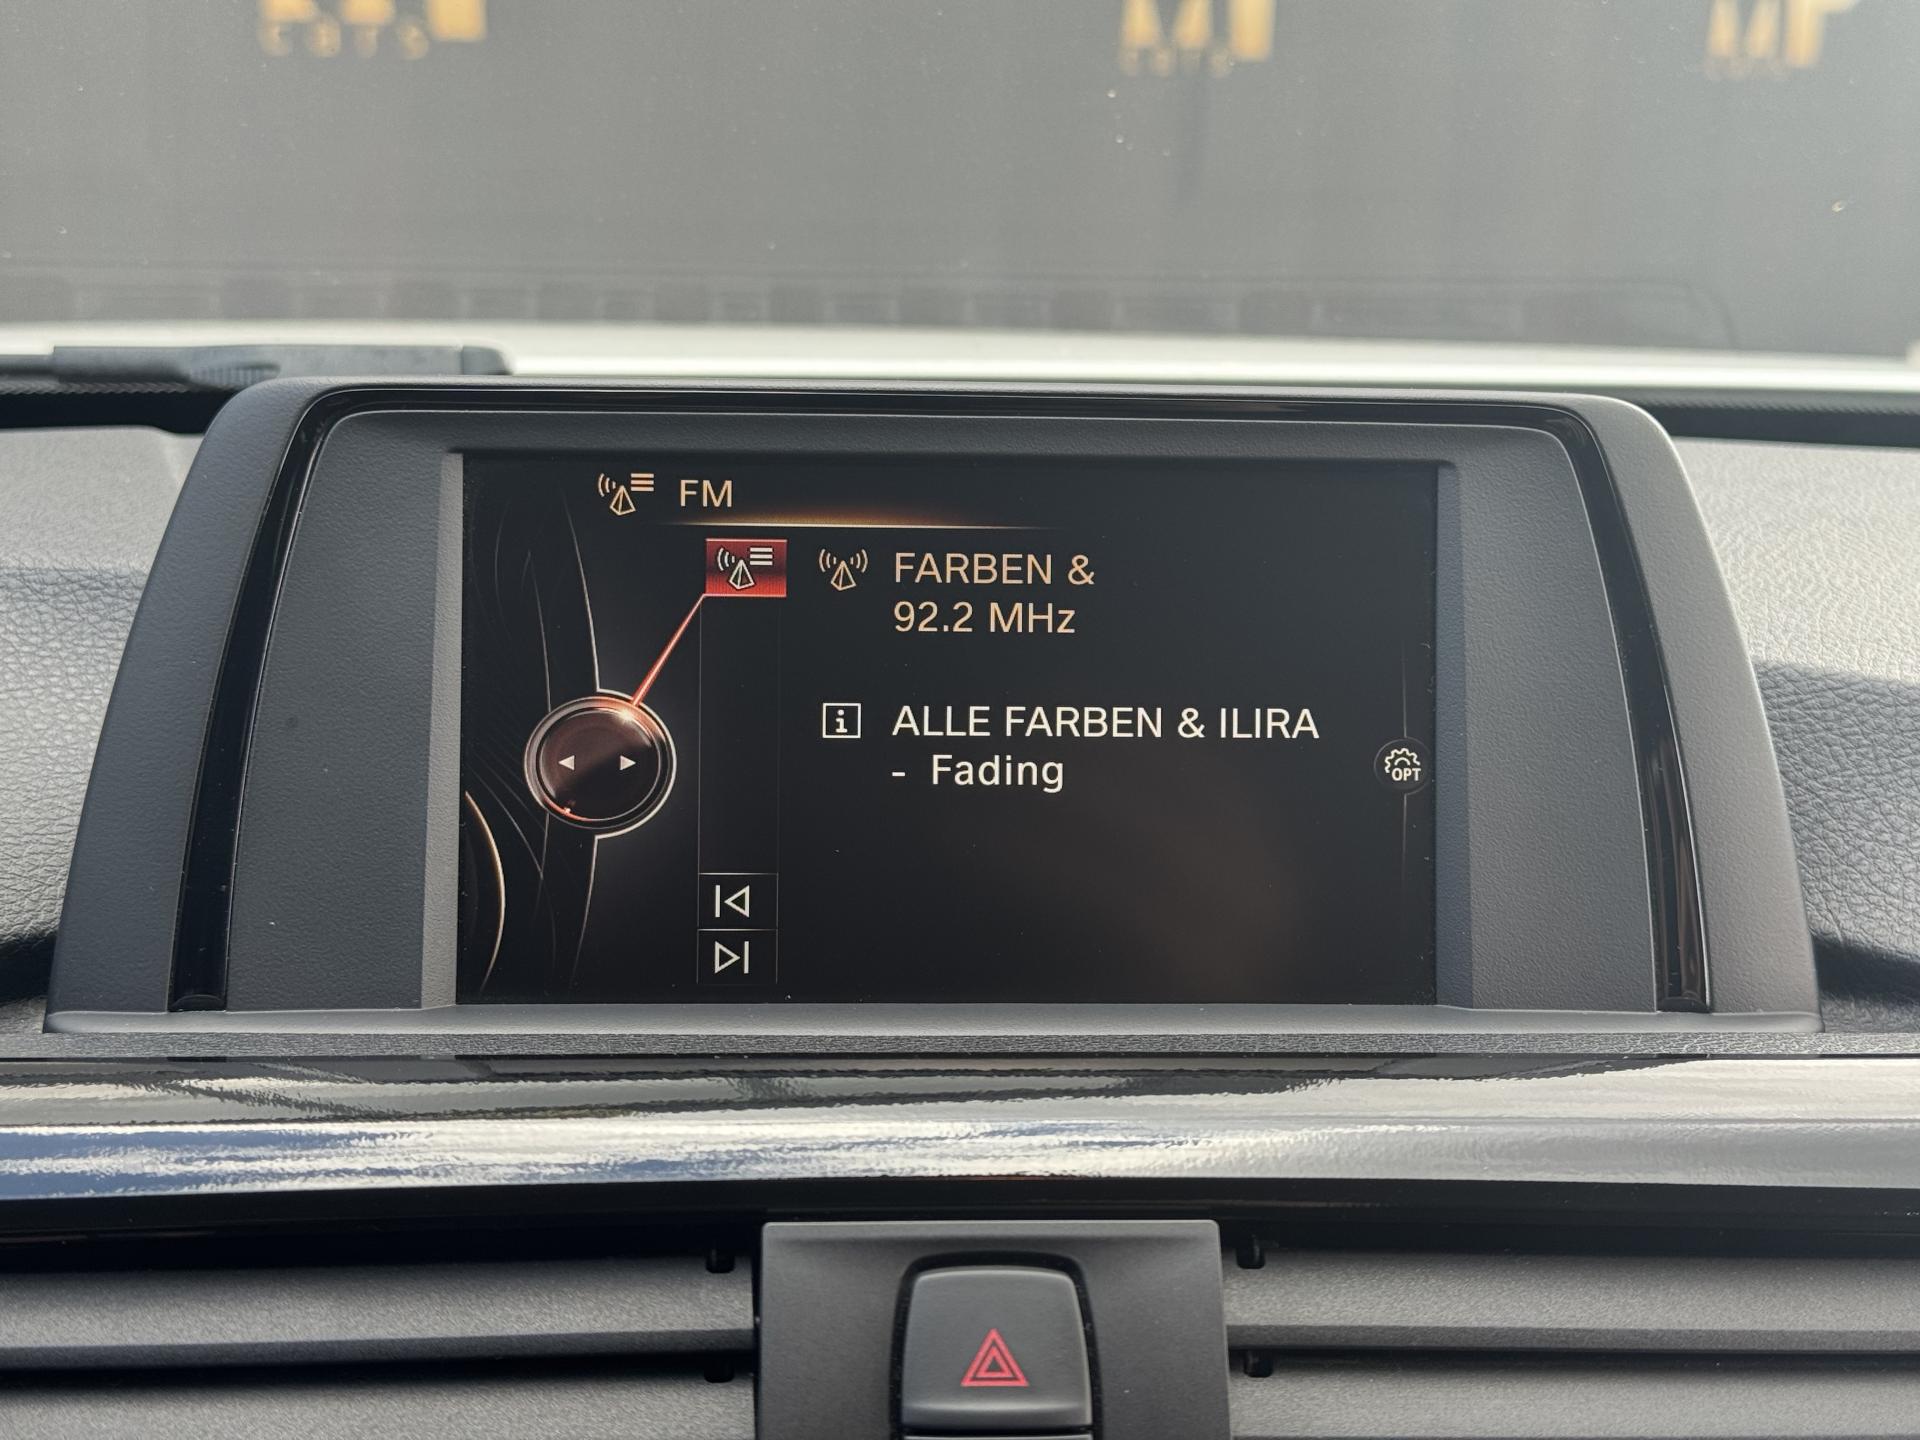 FM
FARBEN &
92.2 MHz
ALLE FARBEN & ILIRA
- Fading
OPT